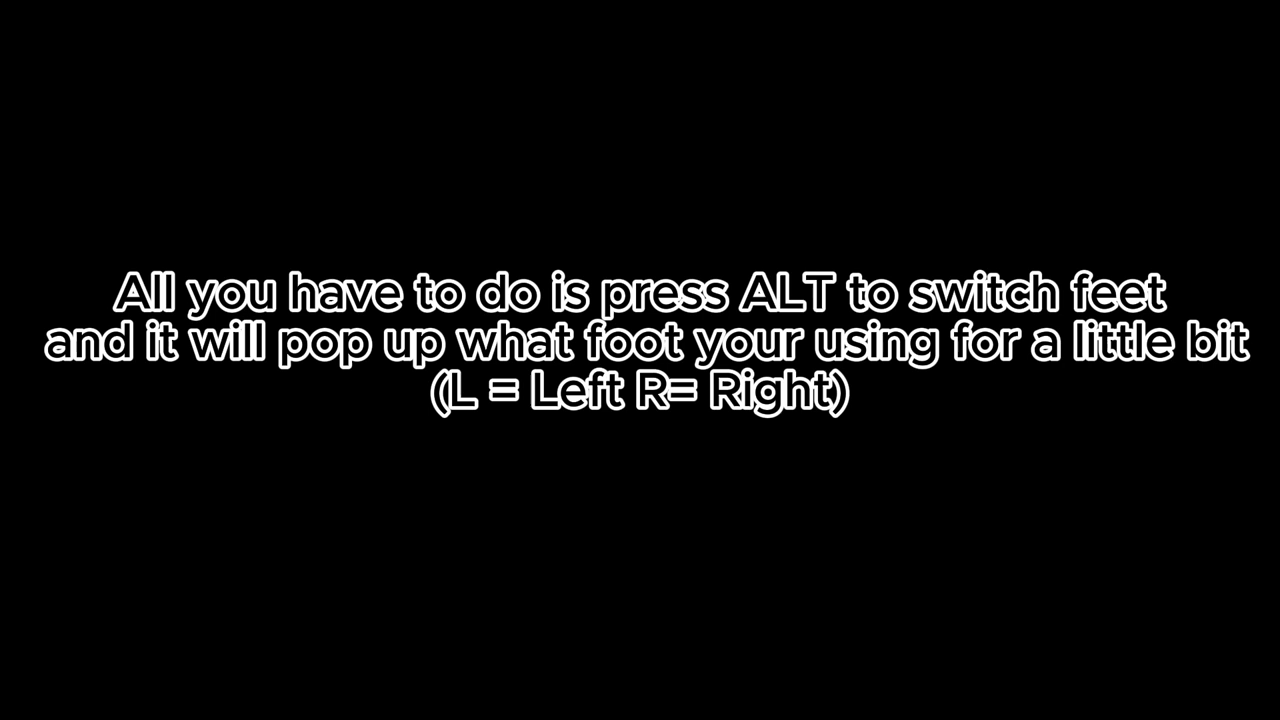 All you have to do is press ALT to switch feet
and it will pop up what foot your using for a little bit
(L = Left R= Right)